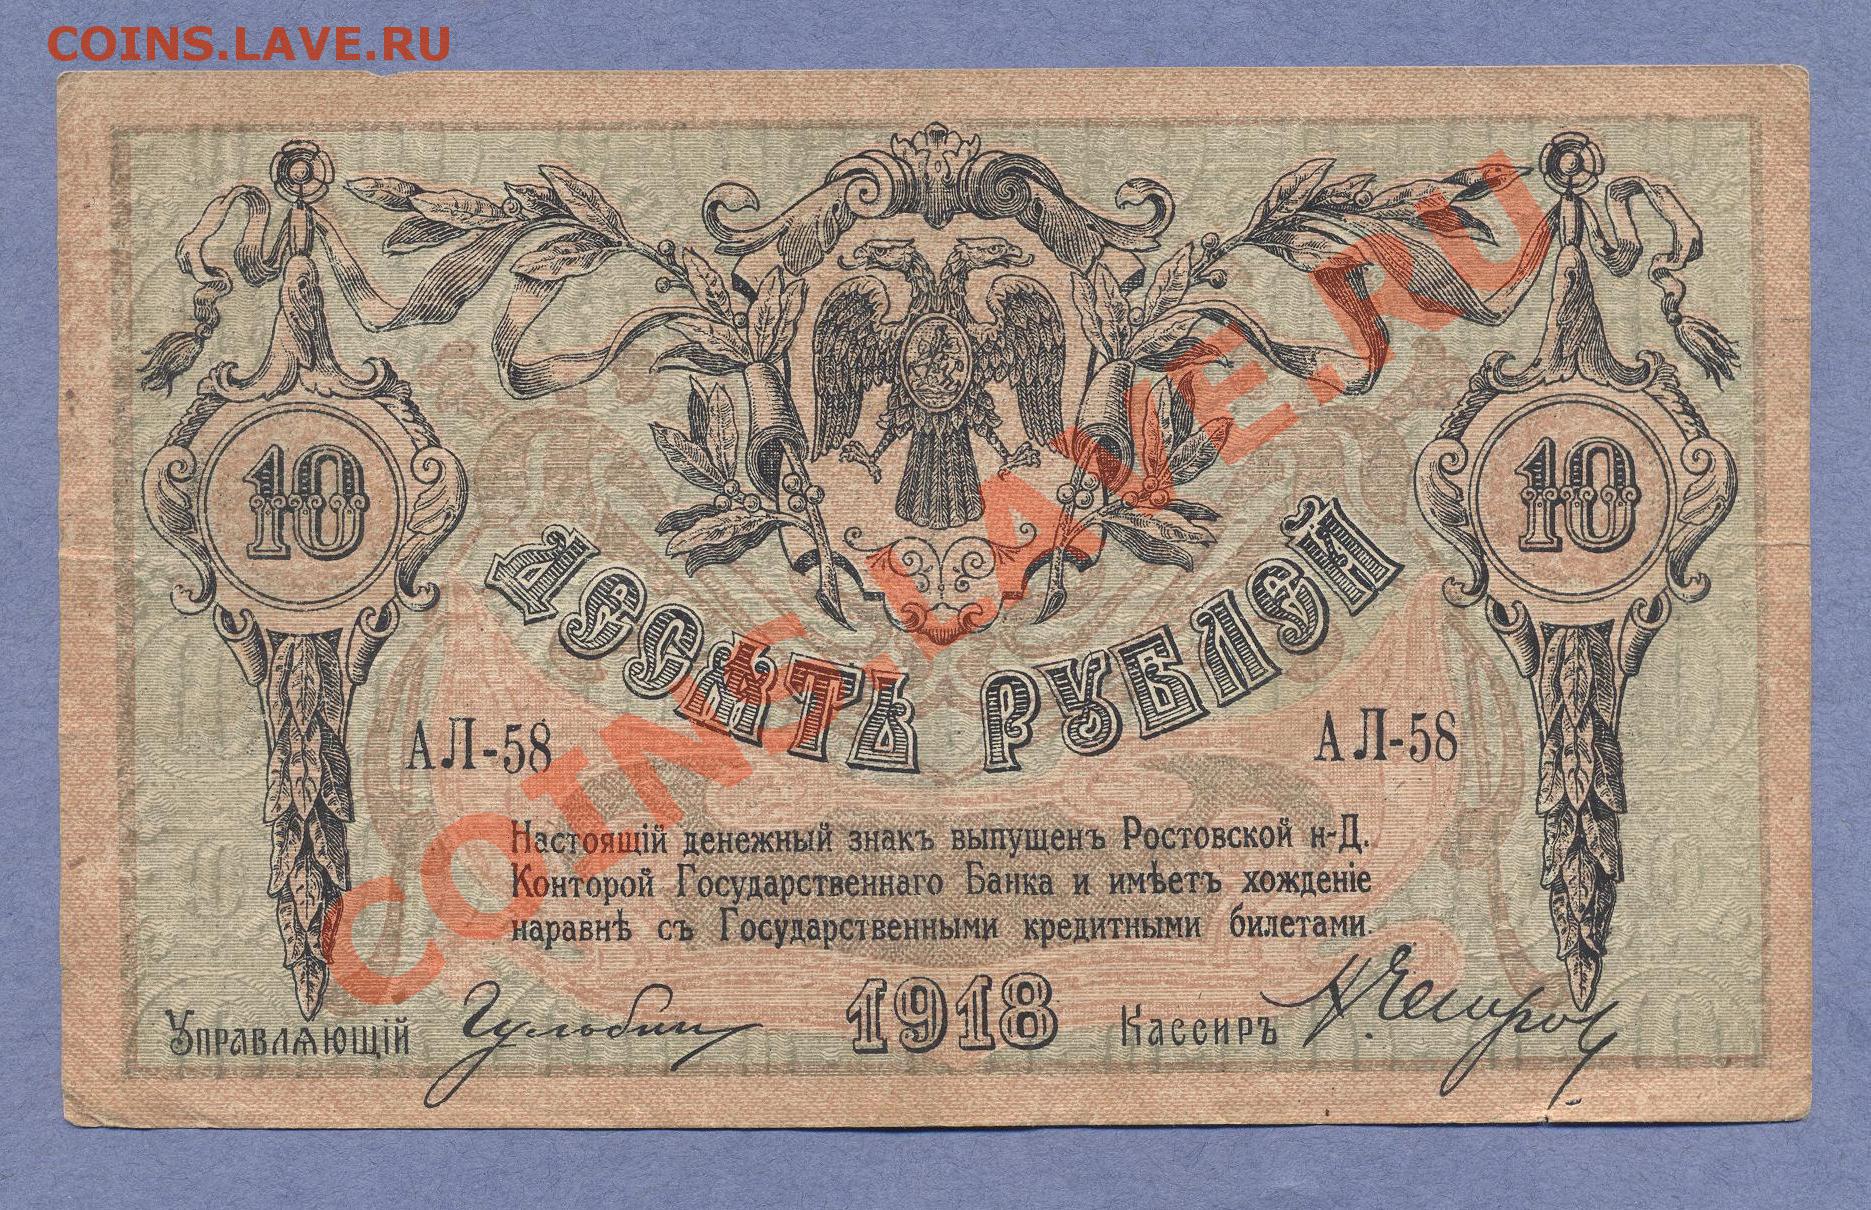 COINS.LAVE.RU
10
10
ДЕСЯТЬ РУБЛЕЙ
АЛ-58
АЛ-58
COINS.LAVE.RU
Настоящій денежный знакъ выпущенъ Ростовской н-Д.
Конторой Государственнаго Банка и имѣетъ хожденіе
наравнѣ съ Государственными кредитными билетами.
Управляющій Гульбин 1918 Кассиръ